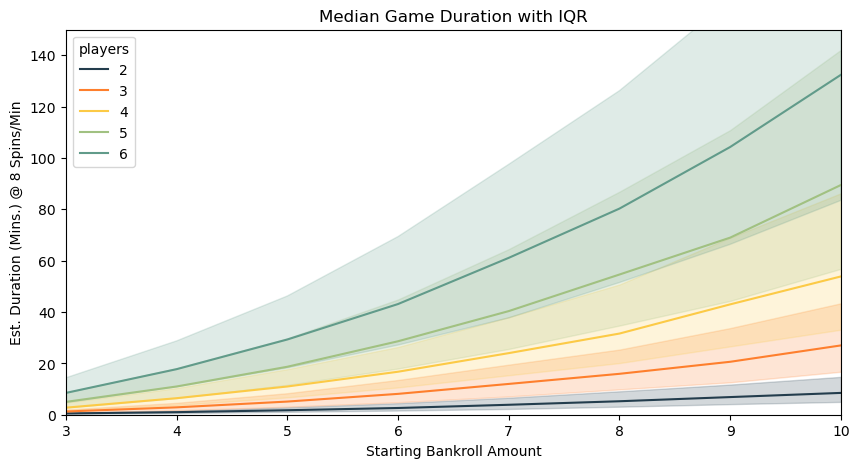 Median Game Duration with IQR
players
2
3
4
5
6
Est. Duration (Mins.) @ 8 Spins/Min
140
120
100
80
60
40
20
0
3 4 5 6 7 8 9 10
Starting Bankroll Amount